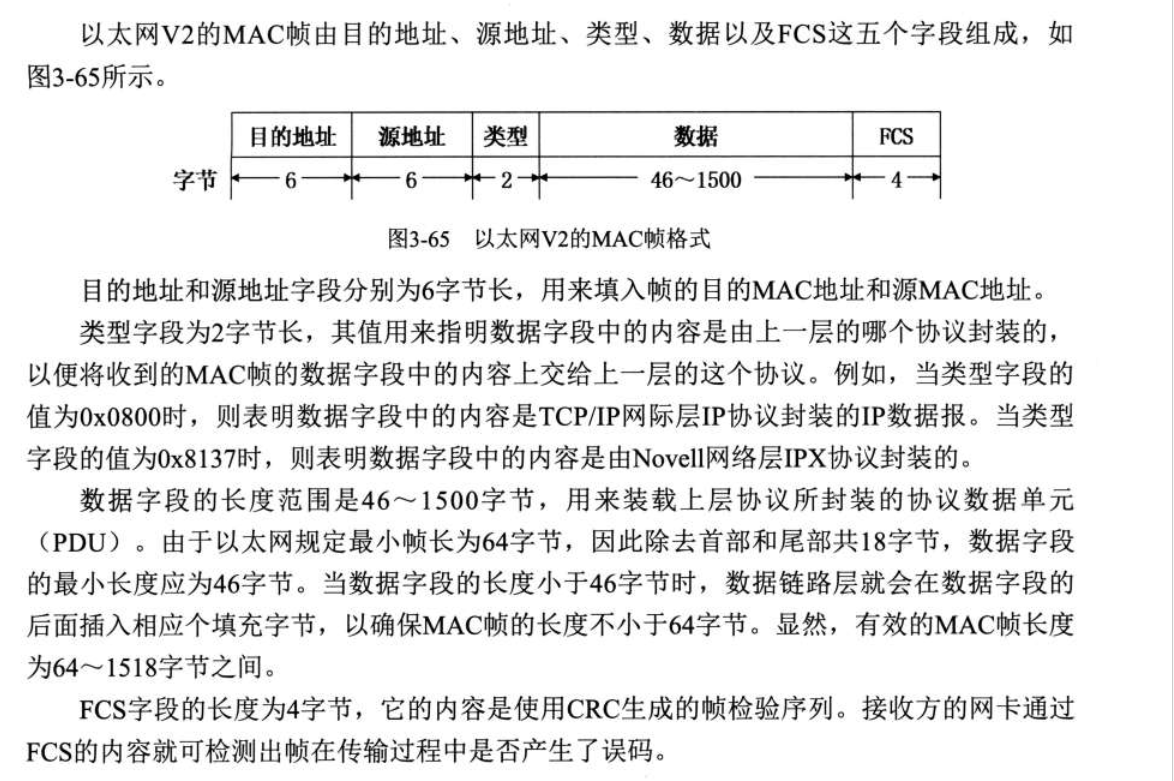 以太网V2的MAC帧由目的地址、源地址、类型、数据以及FCS这五个字段组成，如
图3-65所示。
目的地址 源地址 类型 数据 FCS
字节 6 6 2 46～1500 4
图3-65 以太网V2的MAC帧格式
目的地址和源地址字段分别为6字节长，用来填入帧的目的MAC地址和源MAC地址。
类型字段为2字节长，其值用来指明数据字段中的内容是由上一层的哪个协议封装的，
以便将收到的MAC帧的数据字段中的内容上交给上一层的这个协议。例如，当类型字段的
值为0x0800时，则表明数据字段中的内容是TCP/IP网际层IP协议封装的IP数据报。当类型
字段的值为0x8137时，则表明数据字段中的内容是由Novell网络层IPX协议封装的。
数据字段的长度范围是46～1500字节，用来装载上层协议所封装的协议数据单元
（PDU）。由于以太网规定最小帧长为64字节，因此除去首部和尾部共18字节，数据字段
的最小长度应为46字节。当数据字段的长度小于46字节时，数据链路层就会在数据字段的
后面插入相应个填充字节，以确保MAC帧的长度不小于64字节。显然，有效的MAC帧长度
为64～1518字节之间。
FCS字段的长度为4字节，它的内容是使用CRC生成的帧检验序列。接收方的网卡通过
FCS的内容就可检测出帧在传输过程中是否产生了误码。